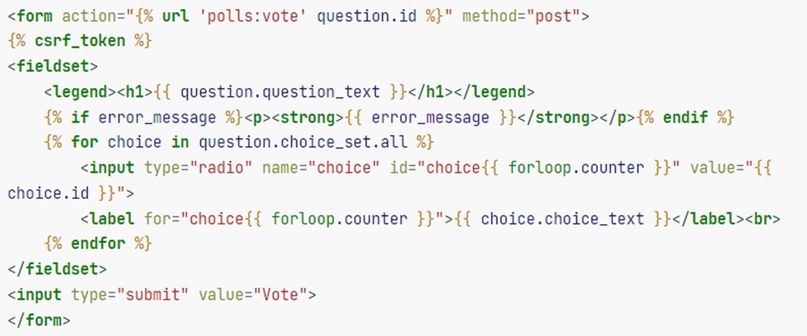 <form action="{% url 'polls:vote' question.id %}" method="post">
{% csrf_token %}
<fieldset>
    <legend><h1>{{ question.question_text }}</h1></legend>
    {% if error_message %}<p><strong>{{ error_message }}</strong></p>{% endif %}
    {% for choice in question.choice_set.all %}
        <input type="radio" name="choice" id="choice{{ forloop.counter }}" value="{{
choice.id }}">
        <label for="choice{{ forloop.counter }}">{{ choice.choice_text }}</label><br>
    {% endfor %}
</fieldset>
<input type="submit" value="Vote">
</form>